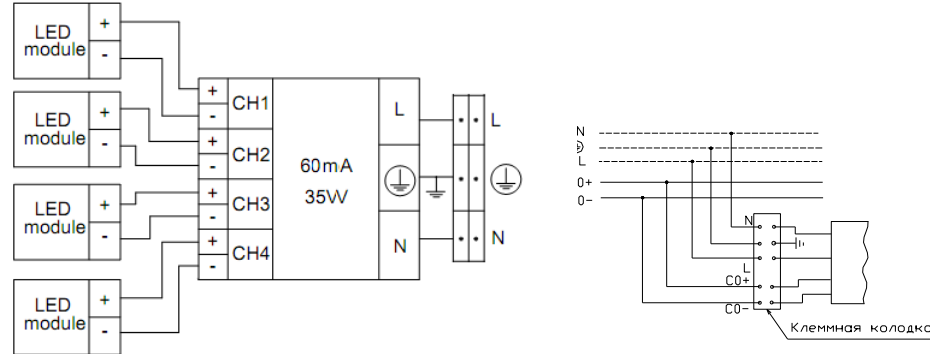 LED
module
+
-
LED
module
+
-
LED
module
+
-
LED
module
+
-
+
-
CH1
+
-
CH2
+
-
CH3
+
-
CH4
60mA
35W
L
N
L
N
N
L
0+
0-
N
L
C0+
C0-
Клеммная колодка